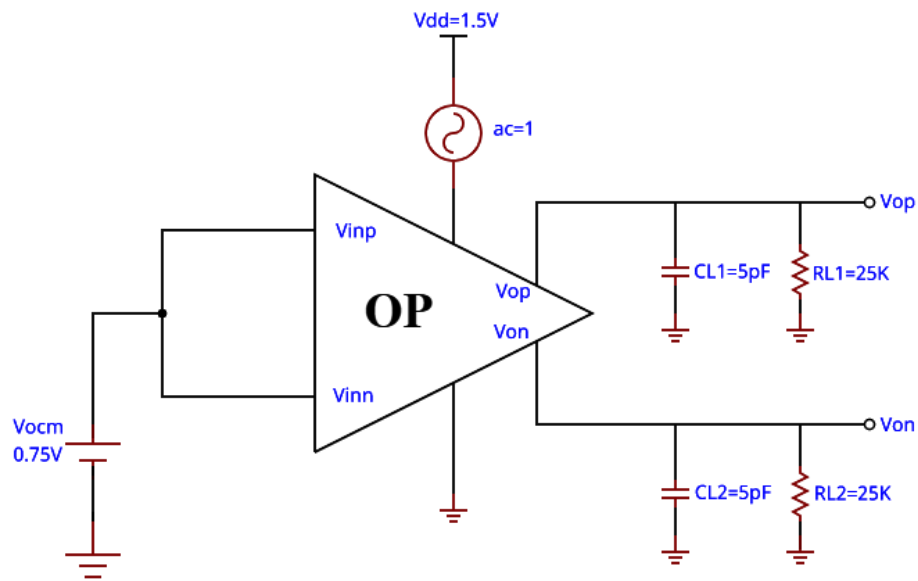 Vdd=1.5V
ac=1
Vinp
Vop
CL1=5pF
RL1=25K
OP
Vop
Von
Vinn
Vocm
0.75V
Von
CL2=5pF
RL2=25K